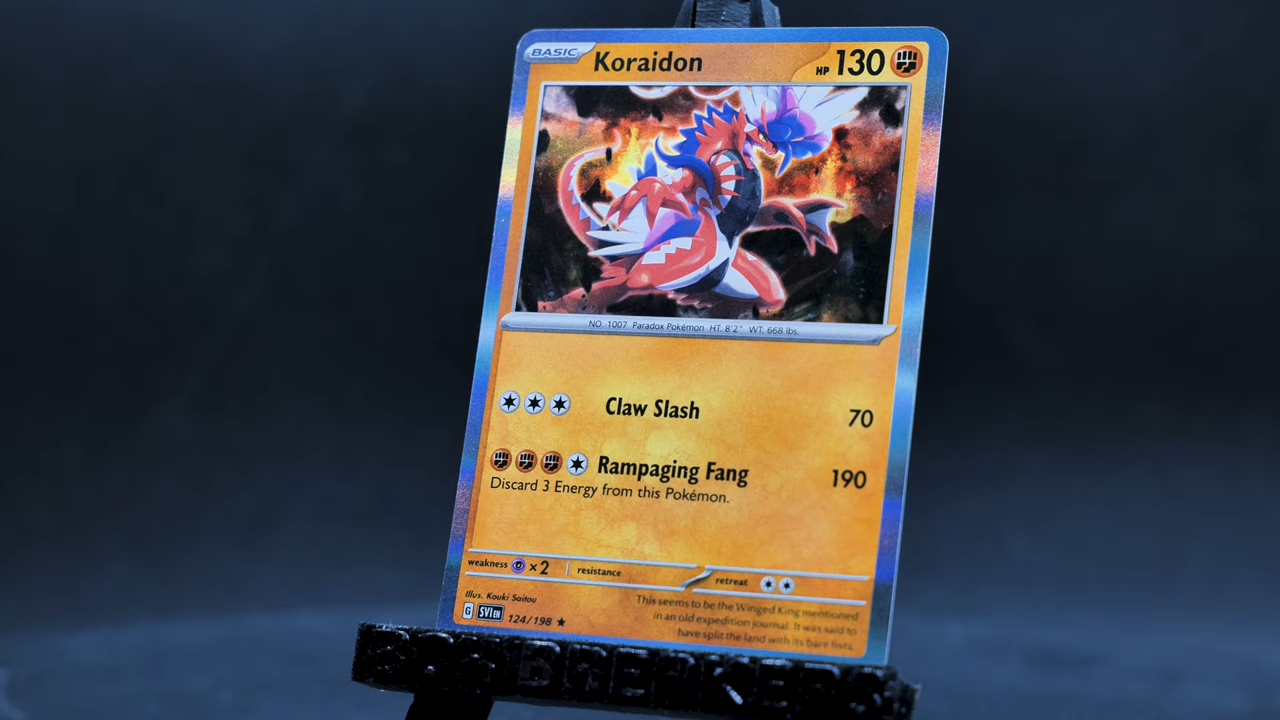 BASIC Koraidon HP 130
NO. 1007 Paradox Pokémon HT. 8'2" WT. 668 lbs.
Claw Slash 70
Rampaging Fang 190
Discard 3 Energy from this Pokémon.
weakness ×2 resistance retreat
Illus. Kouki Saitou
G SVI EN 124/198 ★
This seems to be the Winged King mentioned
in an old expedition journal. It was said to
have split the land with its bare fists.
BREAKERS